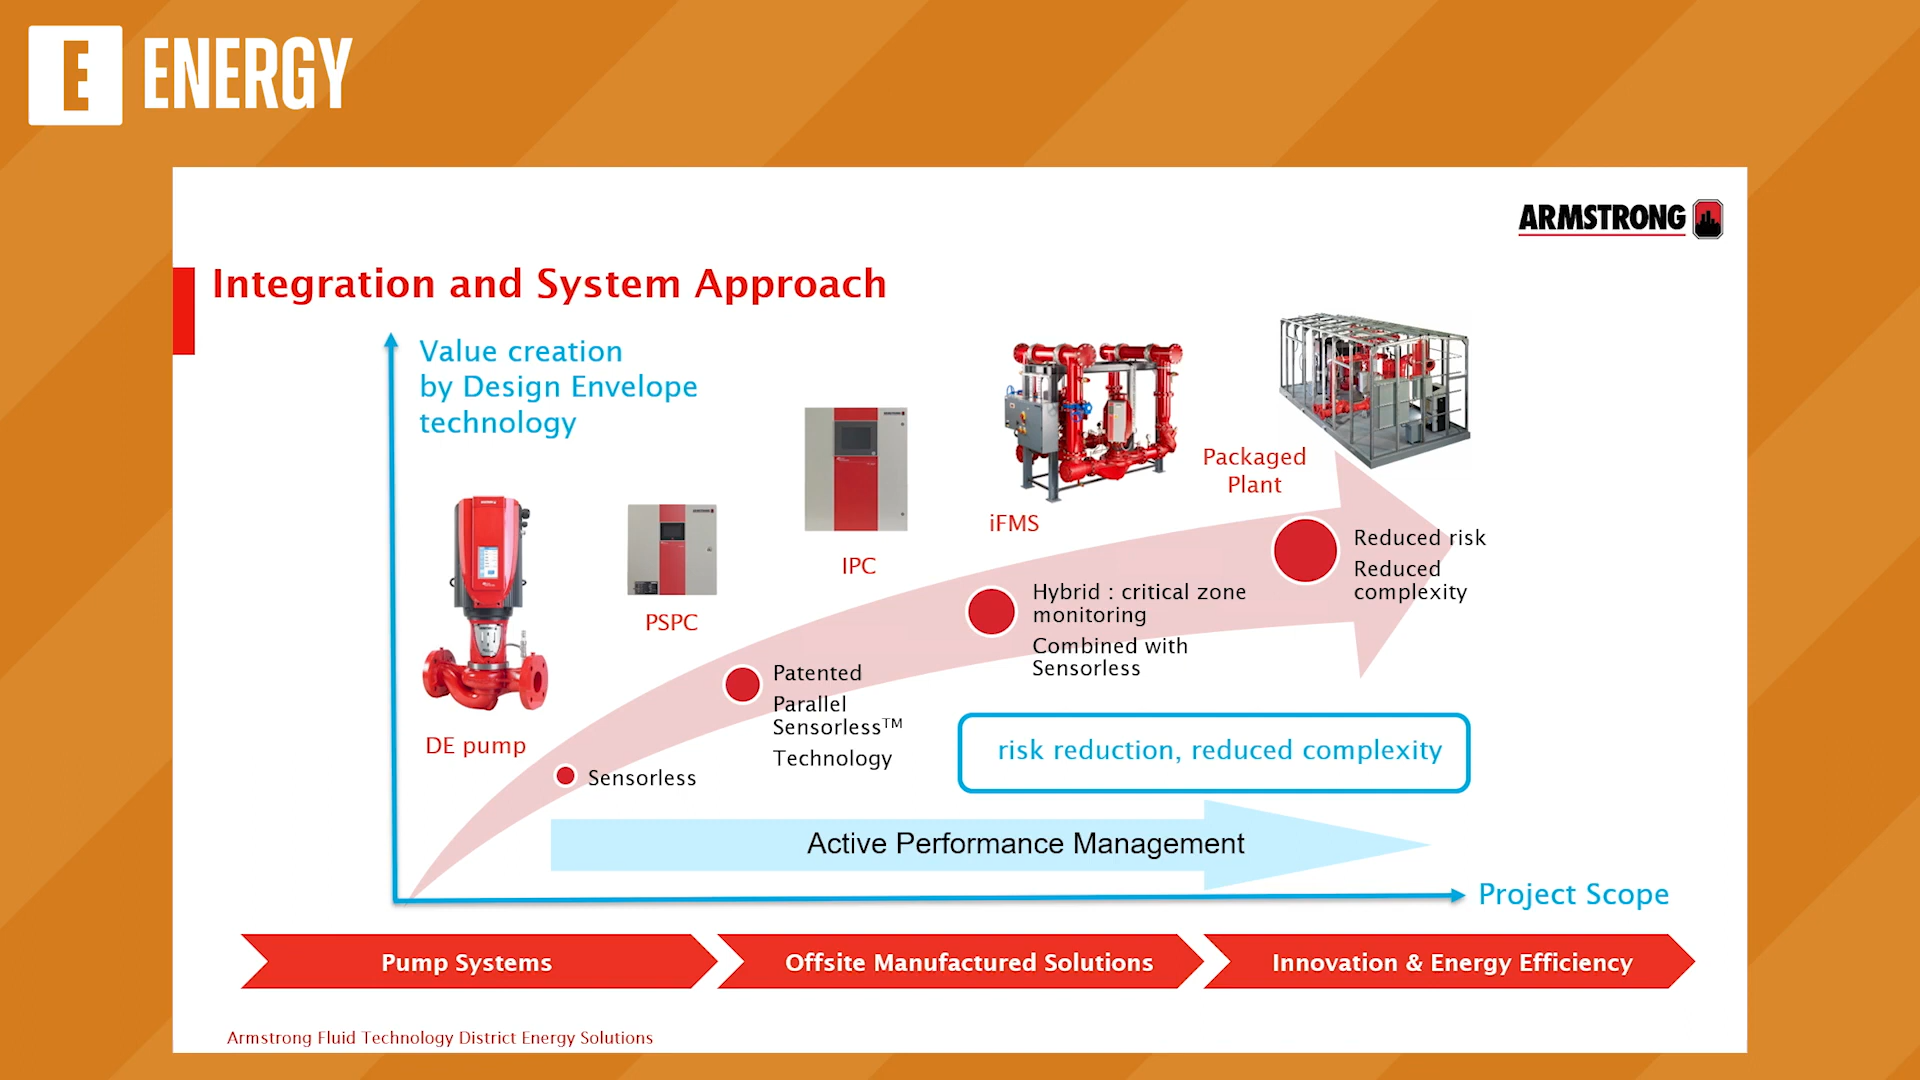 E ENERGY
ARMSTRONG
Integration and System Approach
Value creation
by Design Envelope
technology
Packaged
Plant
iFMS
IPC
PSPC
DE pump
Reduced risk
Reduced
complexity
Hybrid : critical zone
monitoring
Combined with
Sensorless
Patented
Parallel
Sensorless™
Technology
Sensorless
risk reduction, reduced complexity
Active Performance Management
Project Scope
Pump Systems
Offsite Manufactured Solutions
Innovation & Energy Efficiency
Armstrong Fluid Technology District Energy Solutions